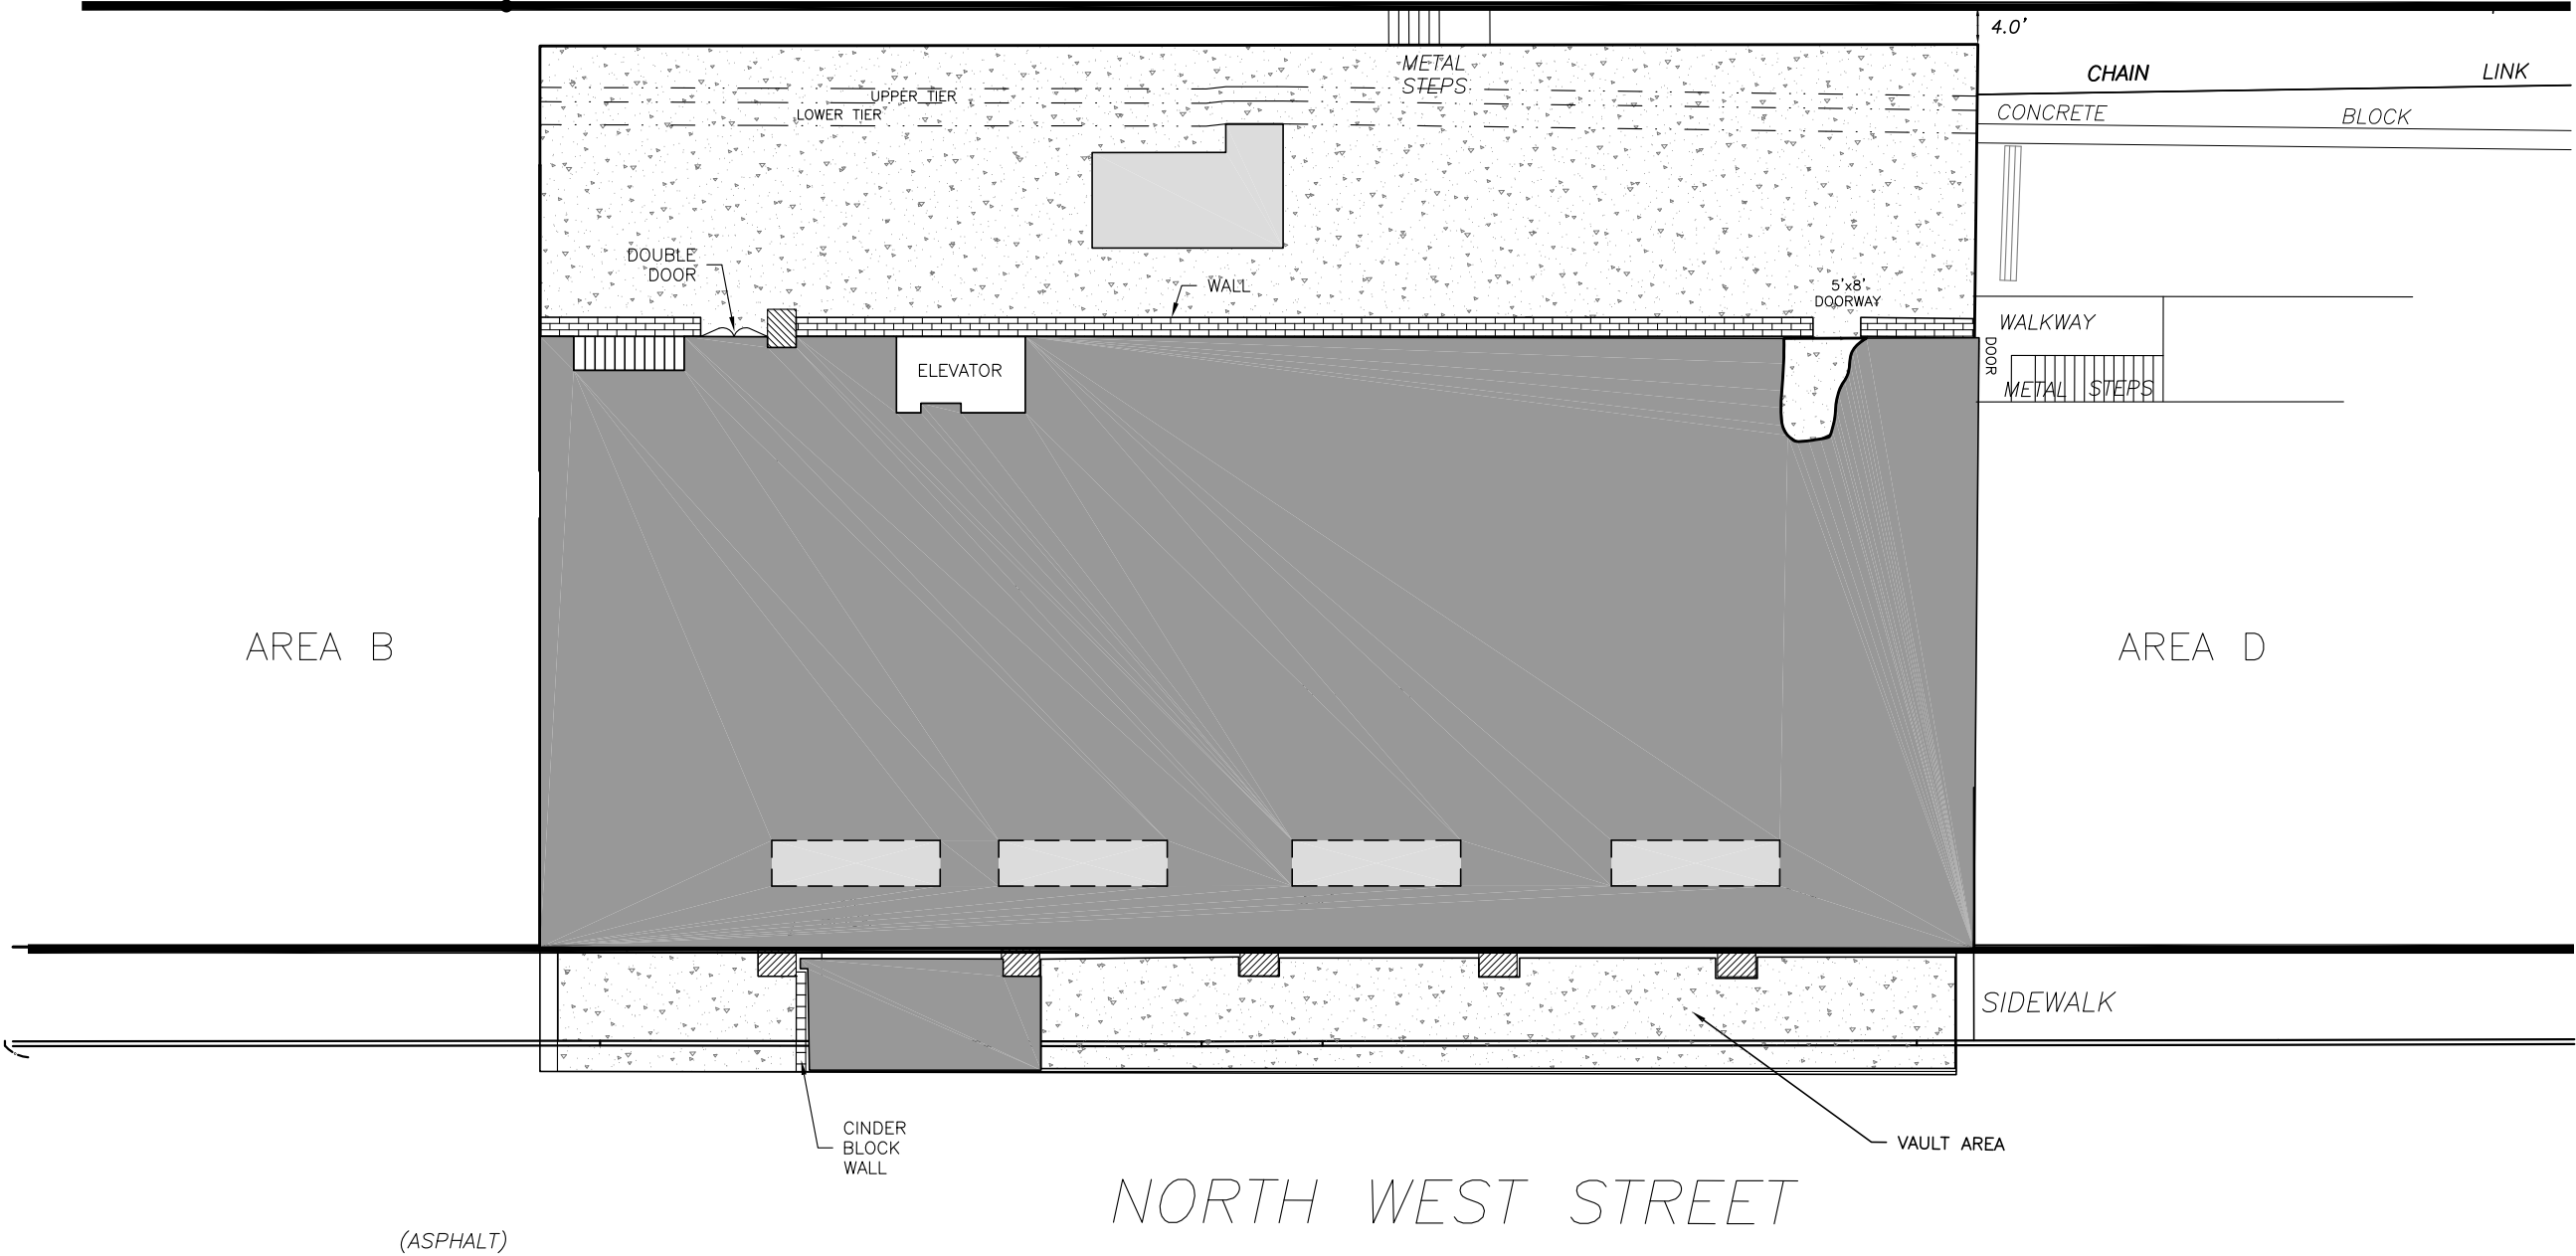 4.0'
METAL
STEPS
CHAIN LINK
UPPER TIER
LOWER TIER
CONCRETE BLOCK
DOUBLE
DOOR
WALL
5'x8'
DOORWAY
WALKWAY
DOOR
ELEVATOR
METAL STEPS
AREA B
AREA D
SIDEWALK
CINDER
BLOCK
WALL
VAULT AREA
NORTH WEST STREET
(ASPHALT)